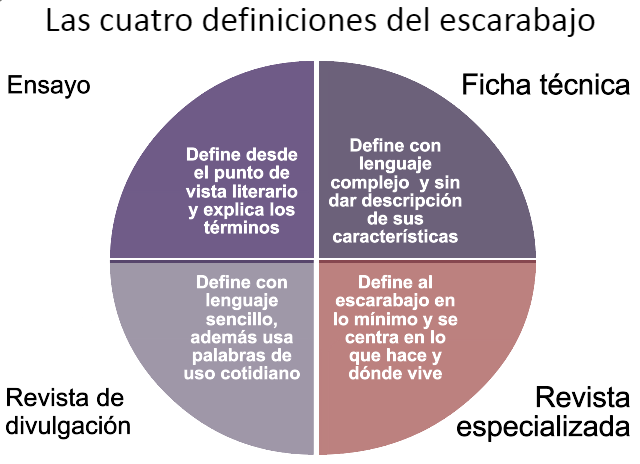 Las cuatro definiciones del escarabajo
Ensayo
Ficha técnica
Define desde
el punto de
vista literario
y explica los
términos
Define con
lenguaje
complejo y sin
dar descripción
de sus
características
Define con
lenguaje
sencillo,
además usa
palabras de
uso cotidiano
Define al
escarabajo en
lo mínimo y se
centra en lo
que hace y
dónde vive
Revista de
divulgación
Revista
especializada